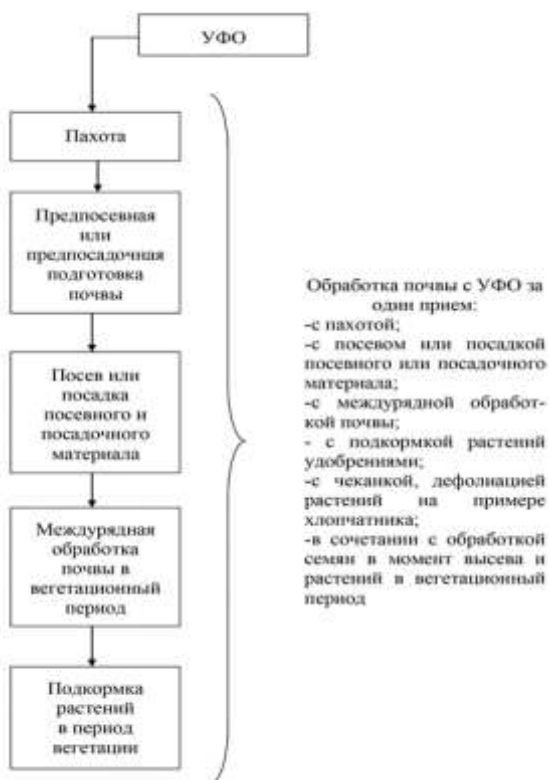 УФО
Пахота
Предпосевная
или
предпосадочная
подготовка
почвы
Посев или
посадка
посевного и
посадочного
материала
Междурядная
обработка
почвы в
вегетационный
период
Подкормка
растений
в период
вегетации
Обработка почвы с УФО за
один прием:
-с пахотой;
-с посевом или посадкой
посевного или посадочного
материала;
-с междурядной обработ-
кой почвы;
- с подкормкой растений
удобрениями;
-с чеканкой, дефолиацией
растений на примере
хлопчатника;
-в сочетании с обработкой
семян в момент высева и
растений в вегетационный
период